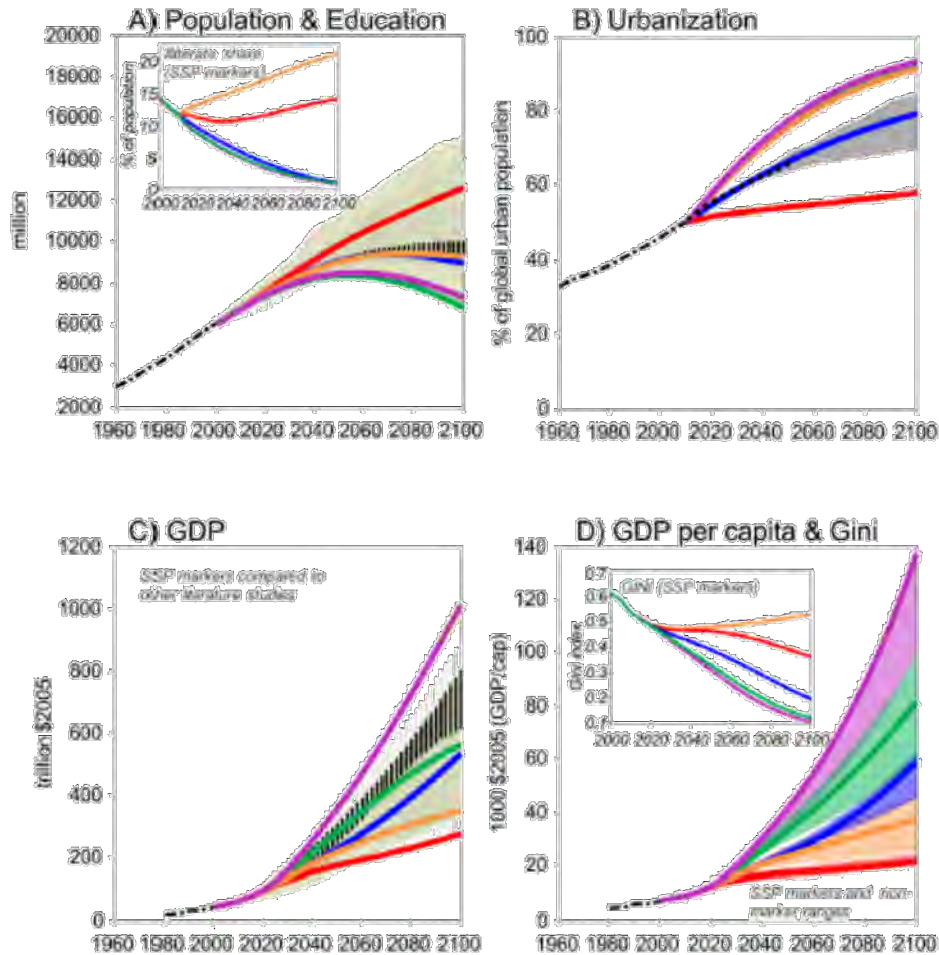 A) Population & Education
20000
18000
16000
14000
12000
10000
8000
6000
4000
2000
million
1960 1980 2000 2020 2040 2060 2080 2100
illiterate share
(SSP markers)
% of population
20
15
10
5
0
2000 2020 2040 2060 2080 2100
B) Urbanization
100
80
60
40
20
0
% of global urban population
1960 1980 2000 2020 2040 2060 2080 2100
C) GDP
1200
1000
800
600
400
200
0
trillion $2005
SSP markers compared to
other literature studies
1960 1980 2000 2020 2040 2060 2080 2100
D) GDP per capita & Gini
140
120
100
80
60
40
20
0
1000 $2005 (GDP/cap)
GINI (SSP markers)
Gini index
0.7
0.6
0.5
0.4
0.3
0.2
0.1
2000 2020 2040 2060 2080 2100
SSP markers and non-
marker ranges
1960 1980 2000 2020 2040 2060 2080 2100